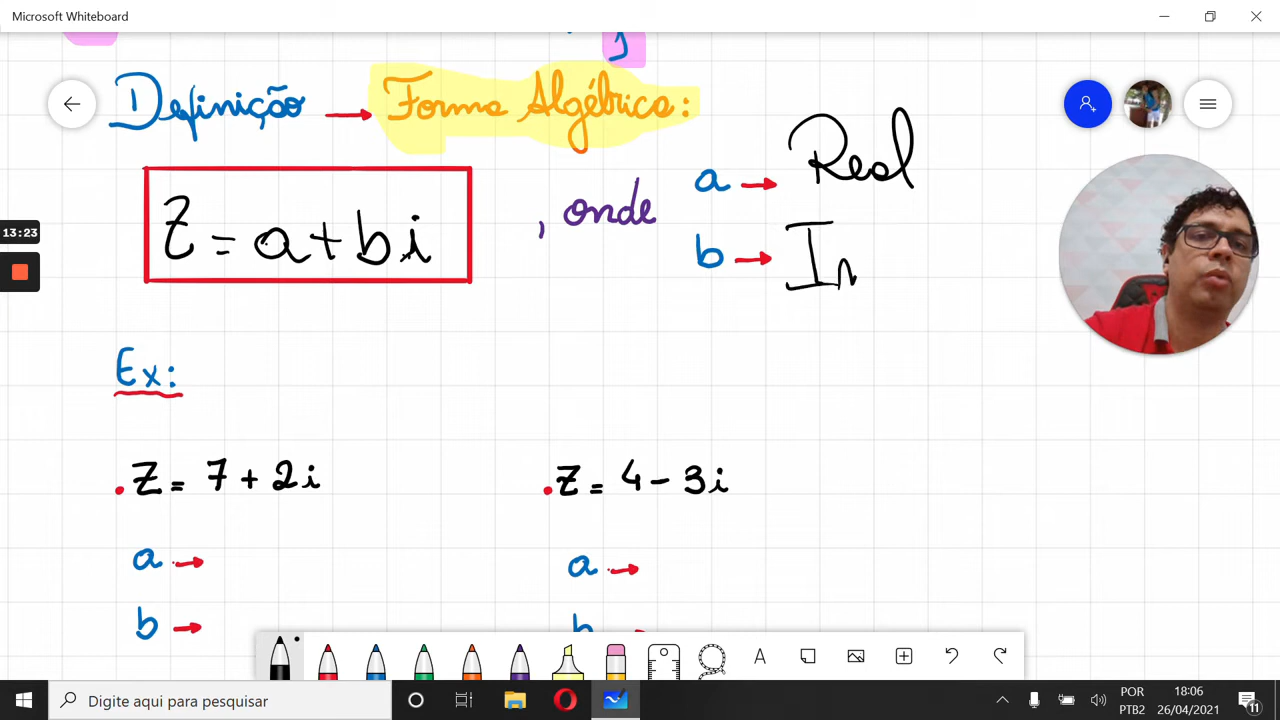 Microsoft Whiteboard
Definição → Forma Algébrica:
Z = a + bi
, onde
a → Real
b → Im
13:23
Ex:
. Z = 7 + 2i
. Z = 4 - 3i
a →
a →
b →
b →
A
Digite aqui para pesquisar
POR
PTB2
18:06
26/04/2021
11